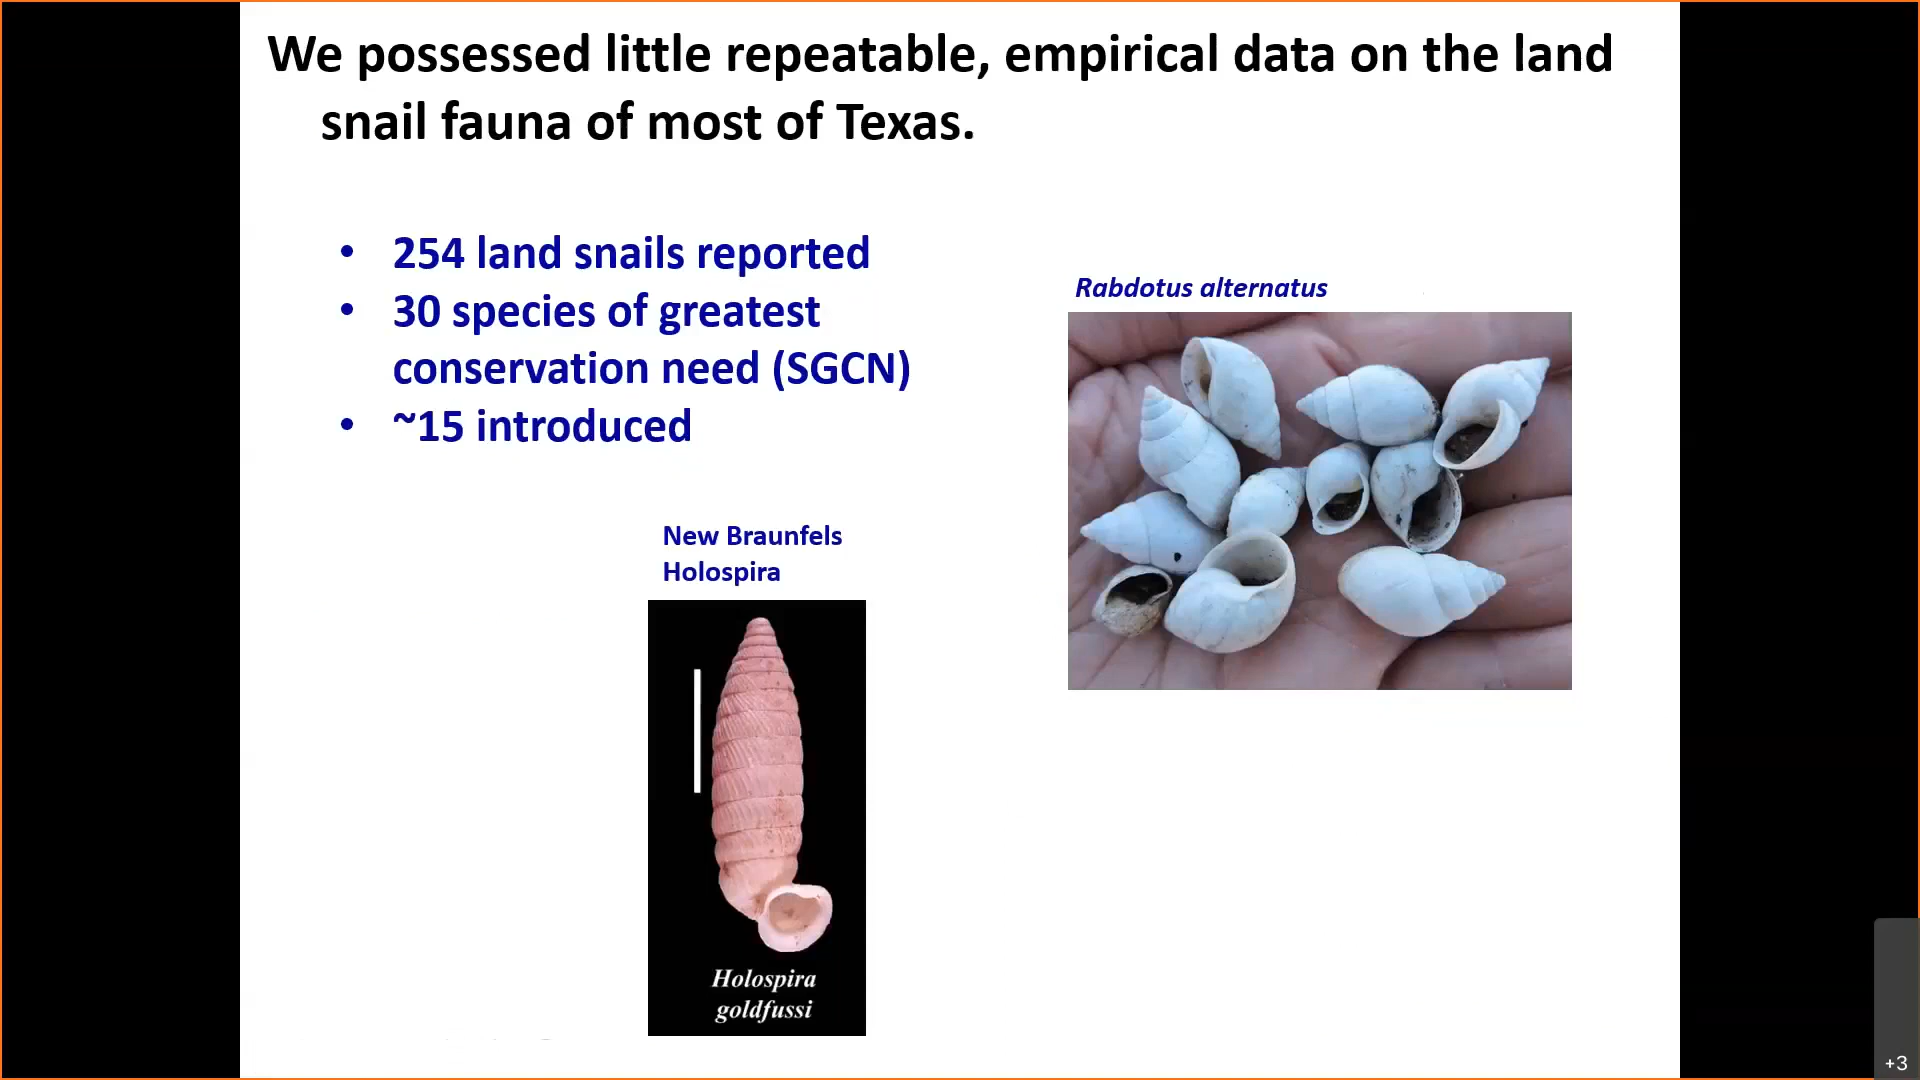 We possessed little repeatable, empirical data on the land
snail fauna of most of Texas.
• 254 land snails reported
• 30 species of greatest
conservation need (SGCN)
• ~15 introduced
Rabdotus alternatus
New Braunfels
Holospira
Holospira
goldfussi
+3